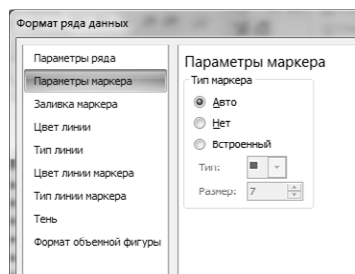 Формат ряда данных
Параметры ряда
Параметры маркера
Заливка маркера
Цвет линии
Тип линии
Цвет линии маркера
Тип линии маркера
Тень
Формат объемной фигуры
Параметры маркера
Тип маркера
Авто
Нет
Встроенный
Тип:
Размер: 7